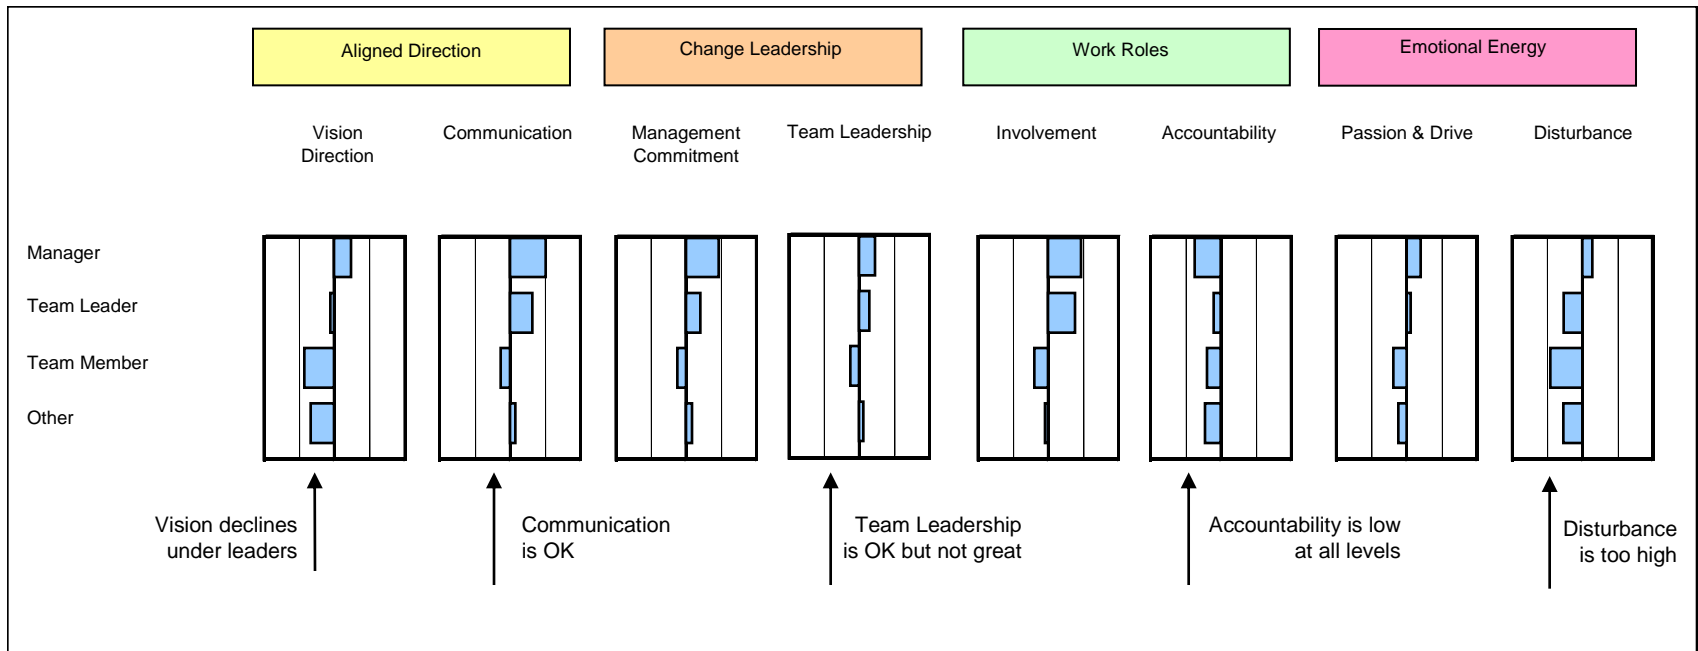 Aligned Direction
Change Leadership
Work Roles
Emotional Energy
Vision
Direction
Communication
Management
Commitment
Team Leadership
Involvement
Accountability
Passion & Drive
Disturbance
Manager
Team Leader
Team Member
Other
Vision declines
under leaders
Communication
is OK
Team Leadership
is OK but not great
Accountability is low
at all levels
Disturbance
is too high